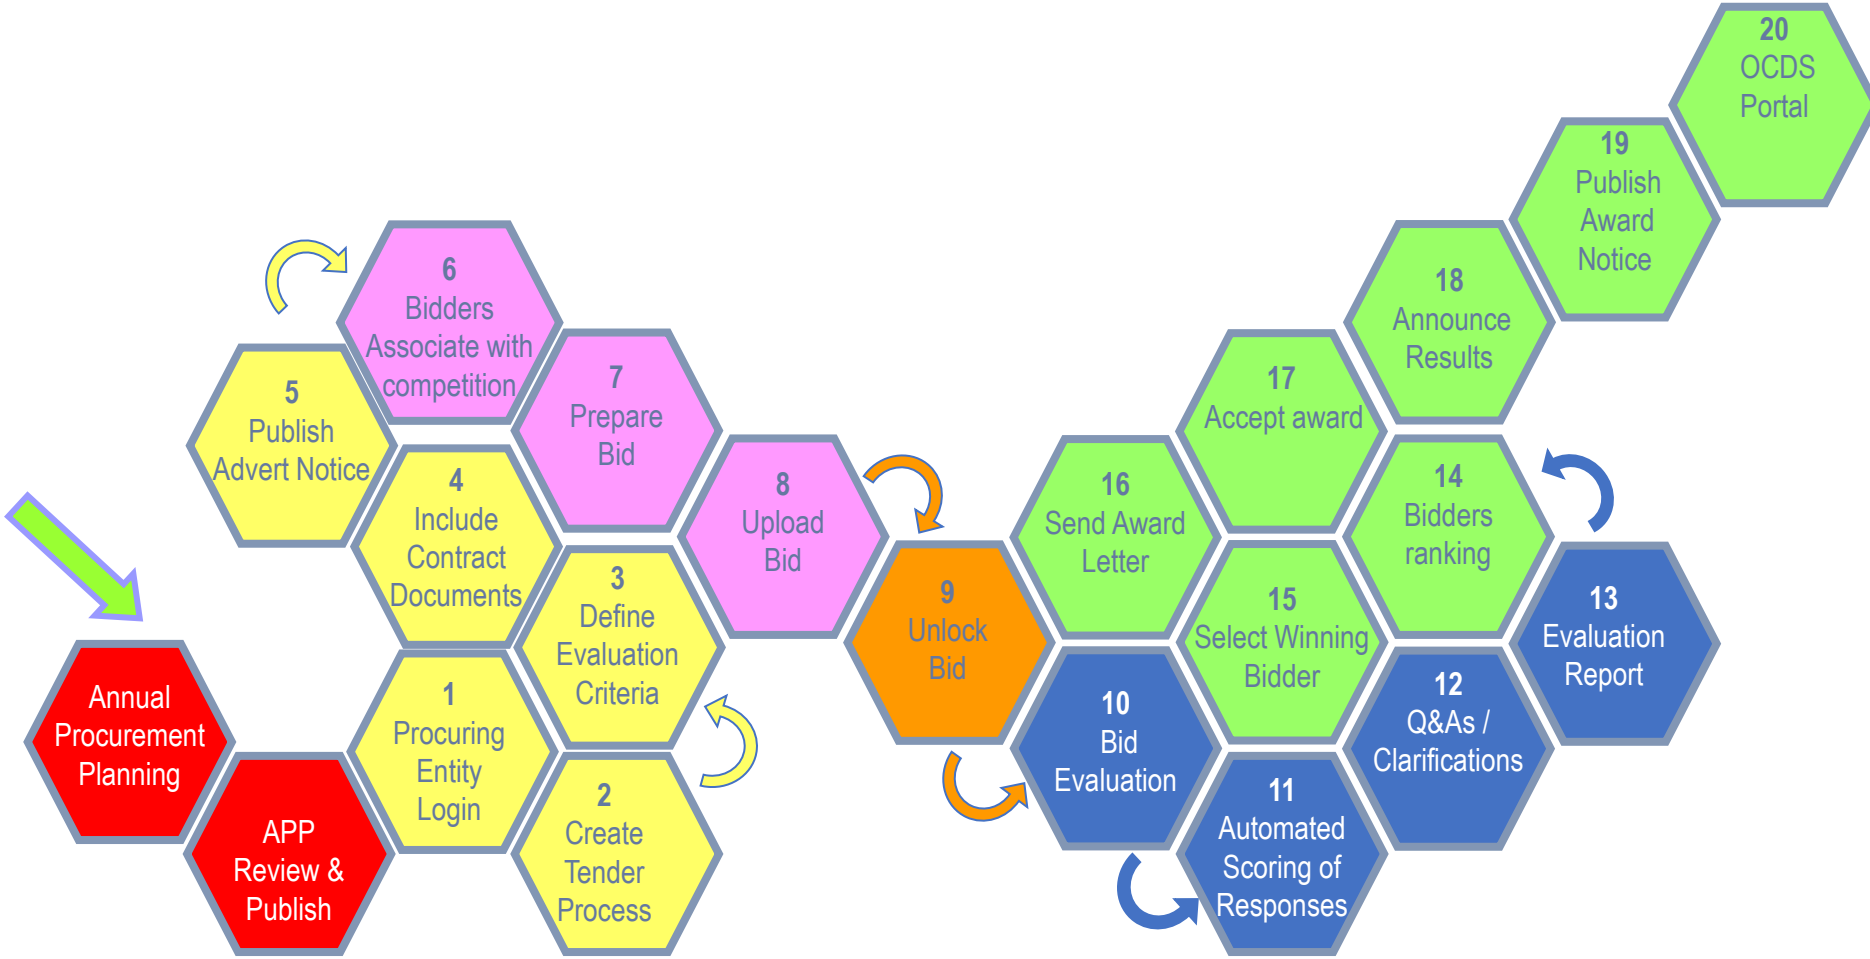 Annual
Procurement
Planning
APP
Review &
Publish
1
Procuring
Entity
Login
2
Create
Tender
Process
3
Define
Evaluation
Criteria
4
Include
Contract
Documents
5
Publish
Advert Notice
6
Bidders
Associate with
competition
7
Prepare
Bid
8
Upload
Bid
9
Unlock
Bid
10
Bid
Evaluation
11
Automated
Scoring of
Responses
12
Q&As /
Clarifications
13
Evaluation
Report
14
Bidders
ranking
15
Select Winning
Bidder
16
Send Award
Letter
17
Accept award
18
Announce
Results
19
Publish
Award
Notice
20
OCDS
Portal